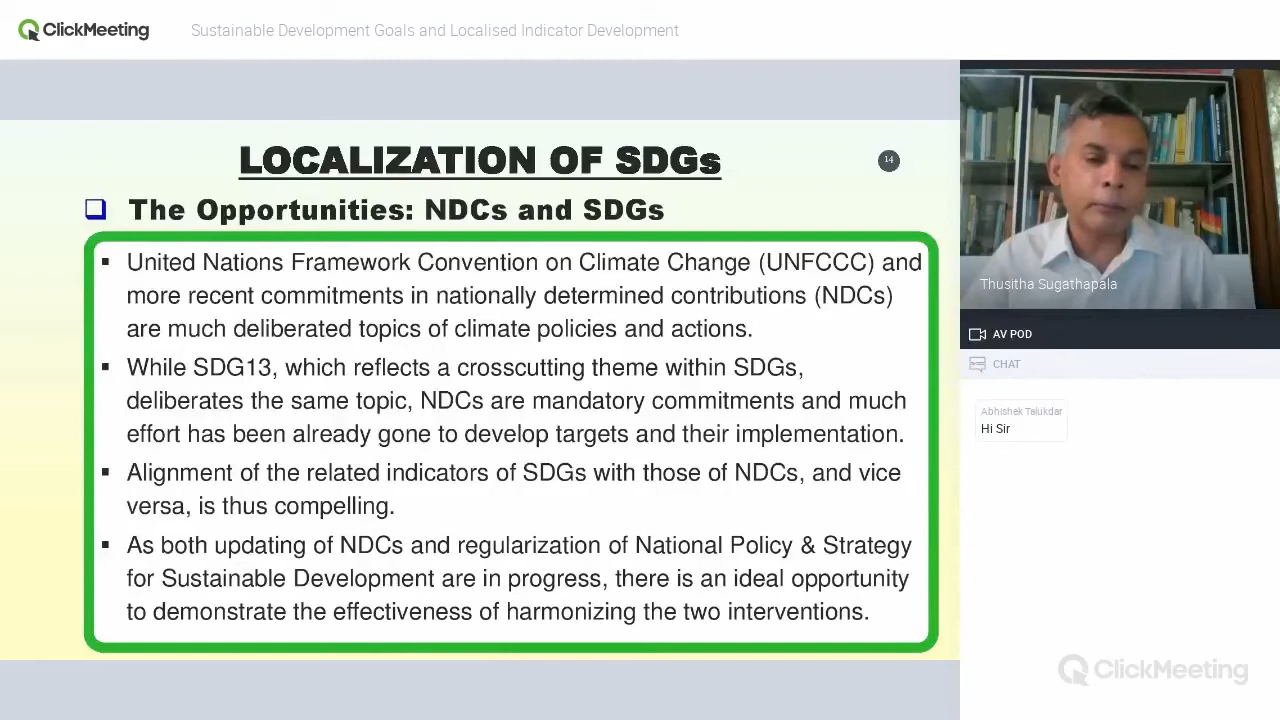 ClickMeeting Sustainable Development Goals and Localised Indicator Development
LOCALIZATION OF SDGs
14
The Opportunities: NDCs and SDGs
▪ United Nations Framework Convention on Climate Change (UNFCCC) and
more recent commitments in nationally determined contributions (NDCs)
are much deliberated topics of climate policies and actions.
▪ While SDG13, which reflects a crosscutting theme within SDGs,
deliberates the same topic, NDCs are mandatory commitments and much
effort has been already gone to develop targets and their implementation.
▪ Alignment of the related indicators of SDGs with those of NDCs, and vice
versa, is thus compelling.
▪ As both updating of NDCs and regularization of National Policy & Strategy
for Sustainable Development are in progress, there is an ideal opportunity
to demonstrate the effectiveness of harmonizing the two interventions.
Thusitha Sugathapala
AV POD
CHAT
Abhishek Talukdar
Hi Sir
ClickMeeting